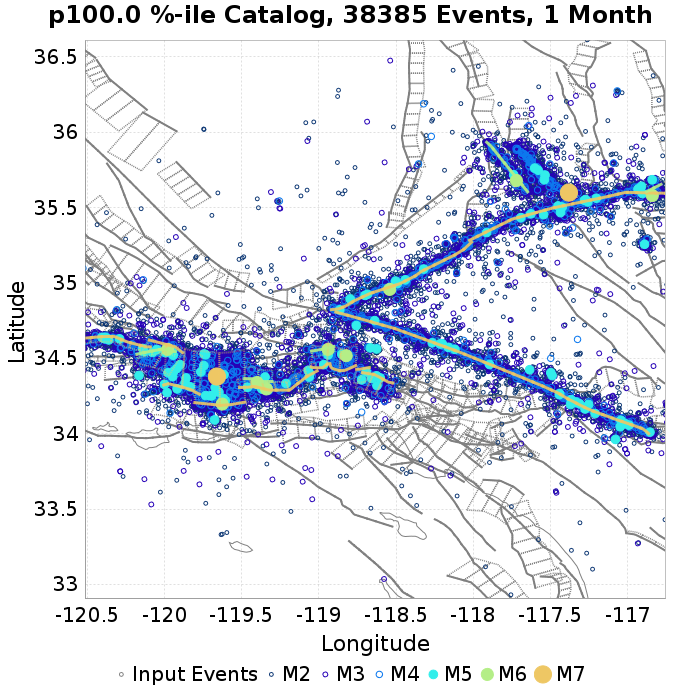 p100.0 %-ile Catalog, 38385 Events, 1 Month
36.5
36
35.5
35
34.5
34
33.5
33
Latitude
-120.5 -120 -119.5 -119 -118.5 -118 -117.5 -117
Longitude
Input Events M2 M3 M4 M5 M6 M7